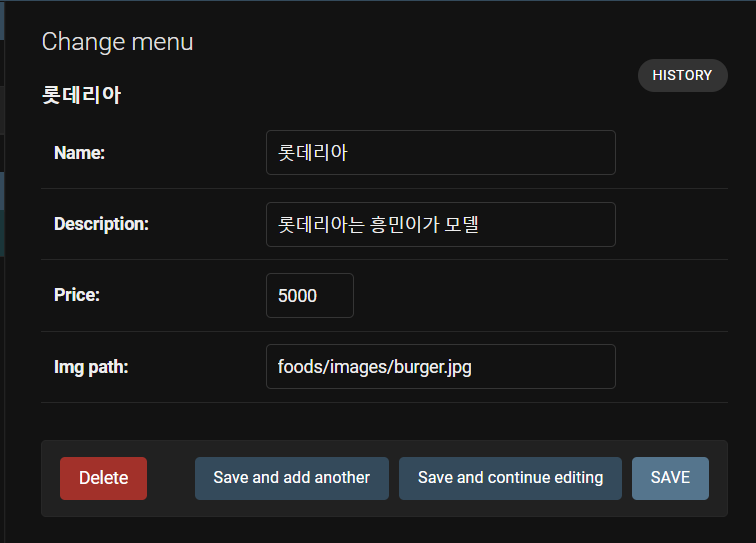 Change menu
HISTORY
롯데리아
Name: 롯데리아
Description: 롯데리아는 흥민이가 모델
Price: 5000
Img path: foods/images/burger.jpg
Delete Save and add another Save and continue editing SAVE